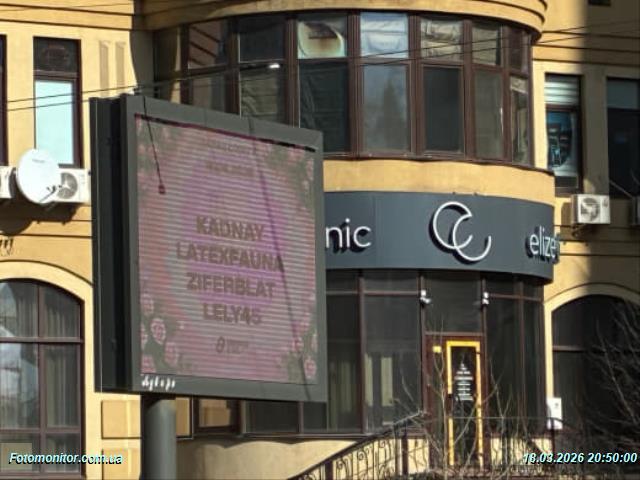 KADNAY
LATEXFAUNA
ZIFERBLAT
LELY45
nic
elize
Fotomonitor.com.ua
18.03.2026 20:50:00